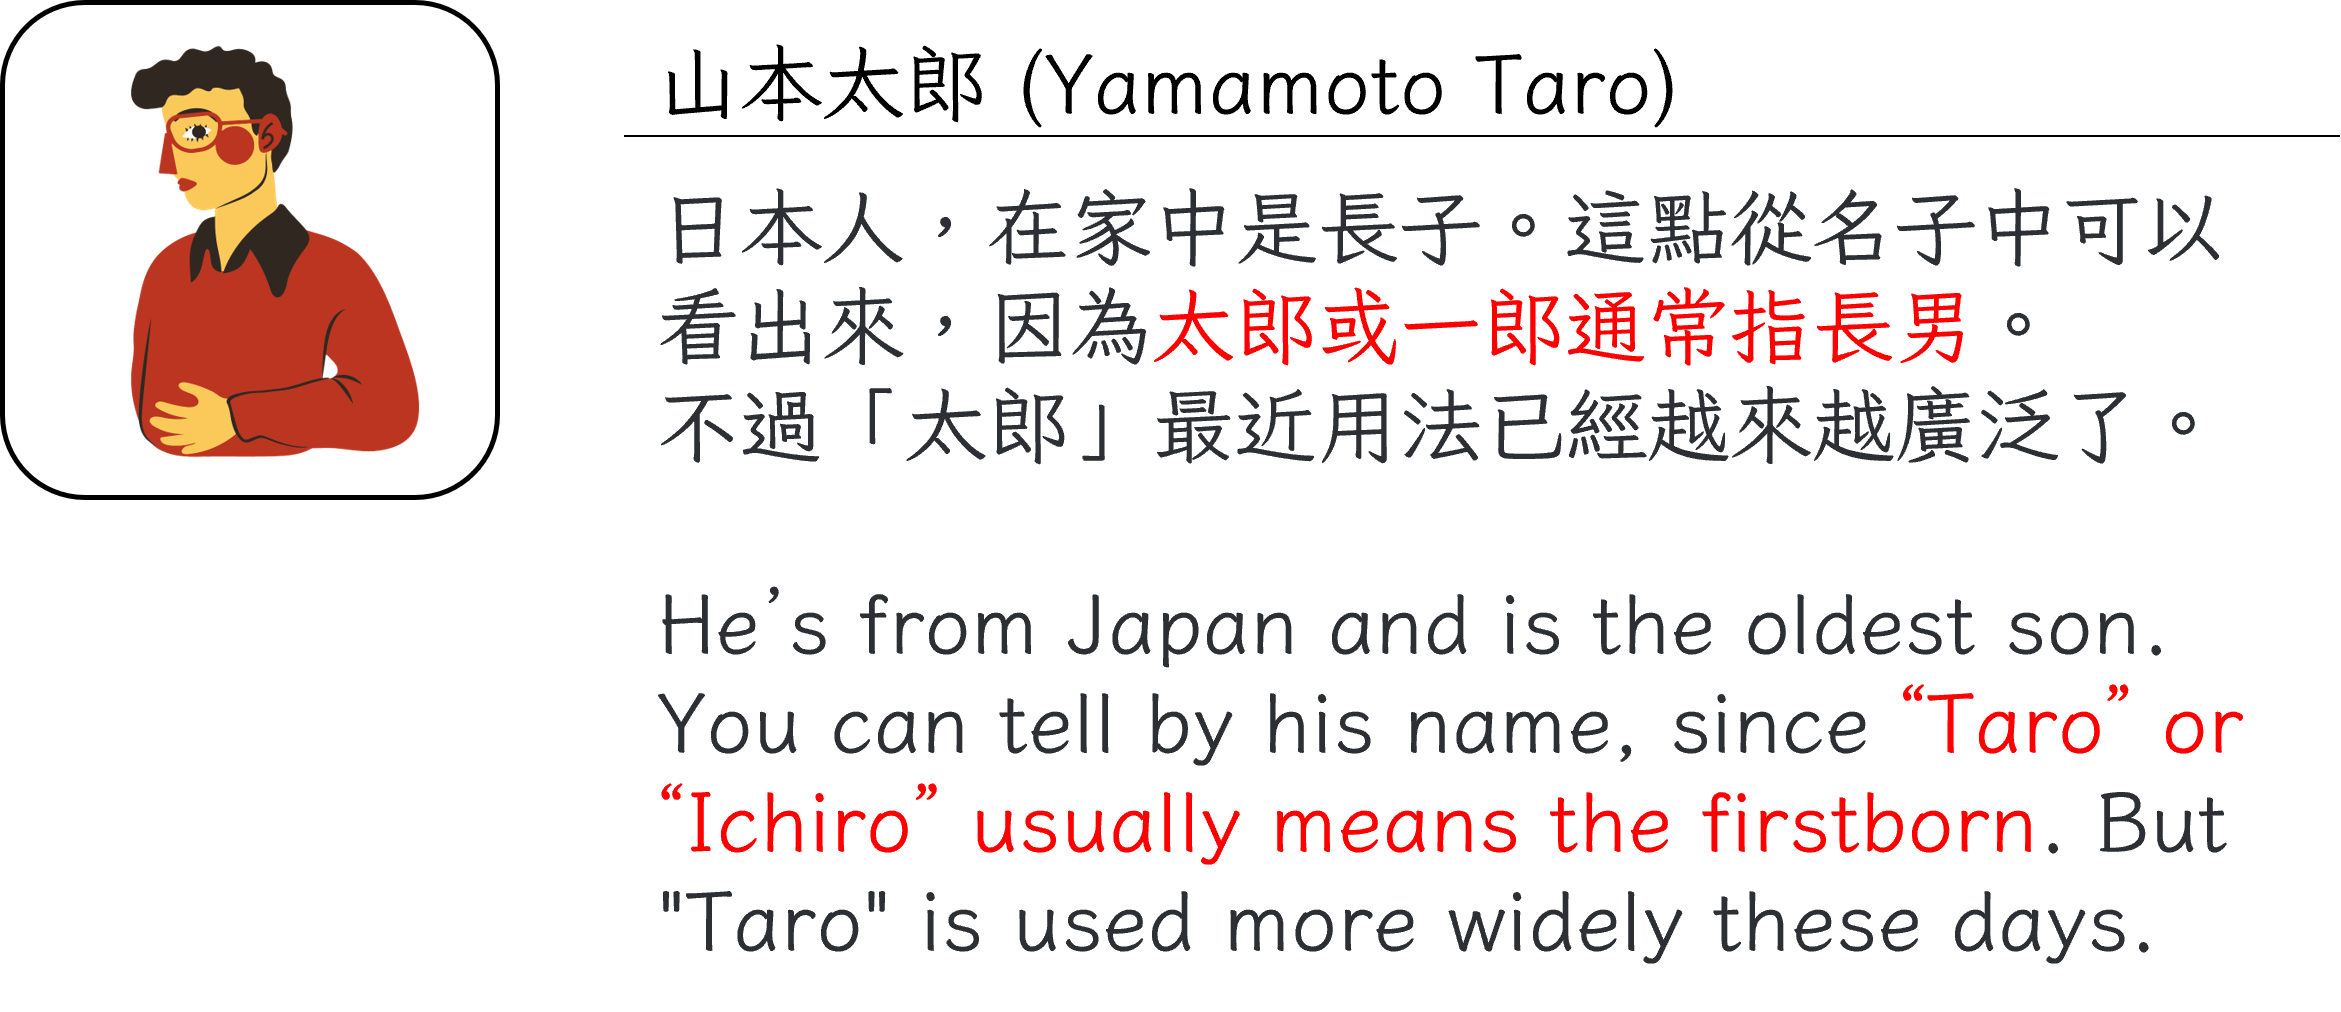 山本太郎 (Yamamoto Taro)
日本人，在家中是長子。這點從名子中可以
看出來，因為太郎或一郎通常指長男。
不過「太郎」最近用法已經越來越廣泛了。
He’s from Japan and is the oldest son.
You can tell by his name, since “Taro” or
“Ichiro” usually means the firstborn. But
"Taro" is used more widely these days.